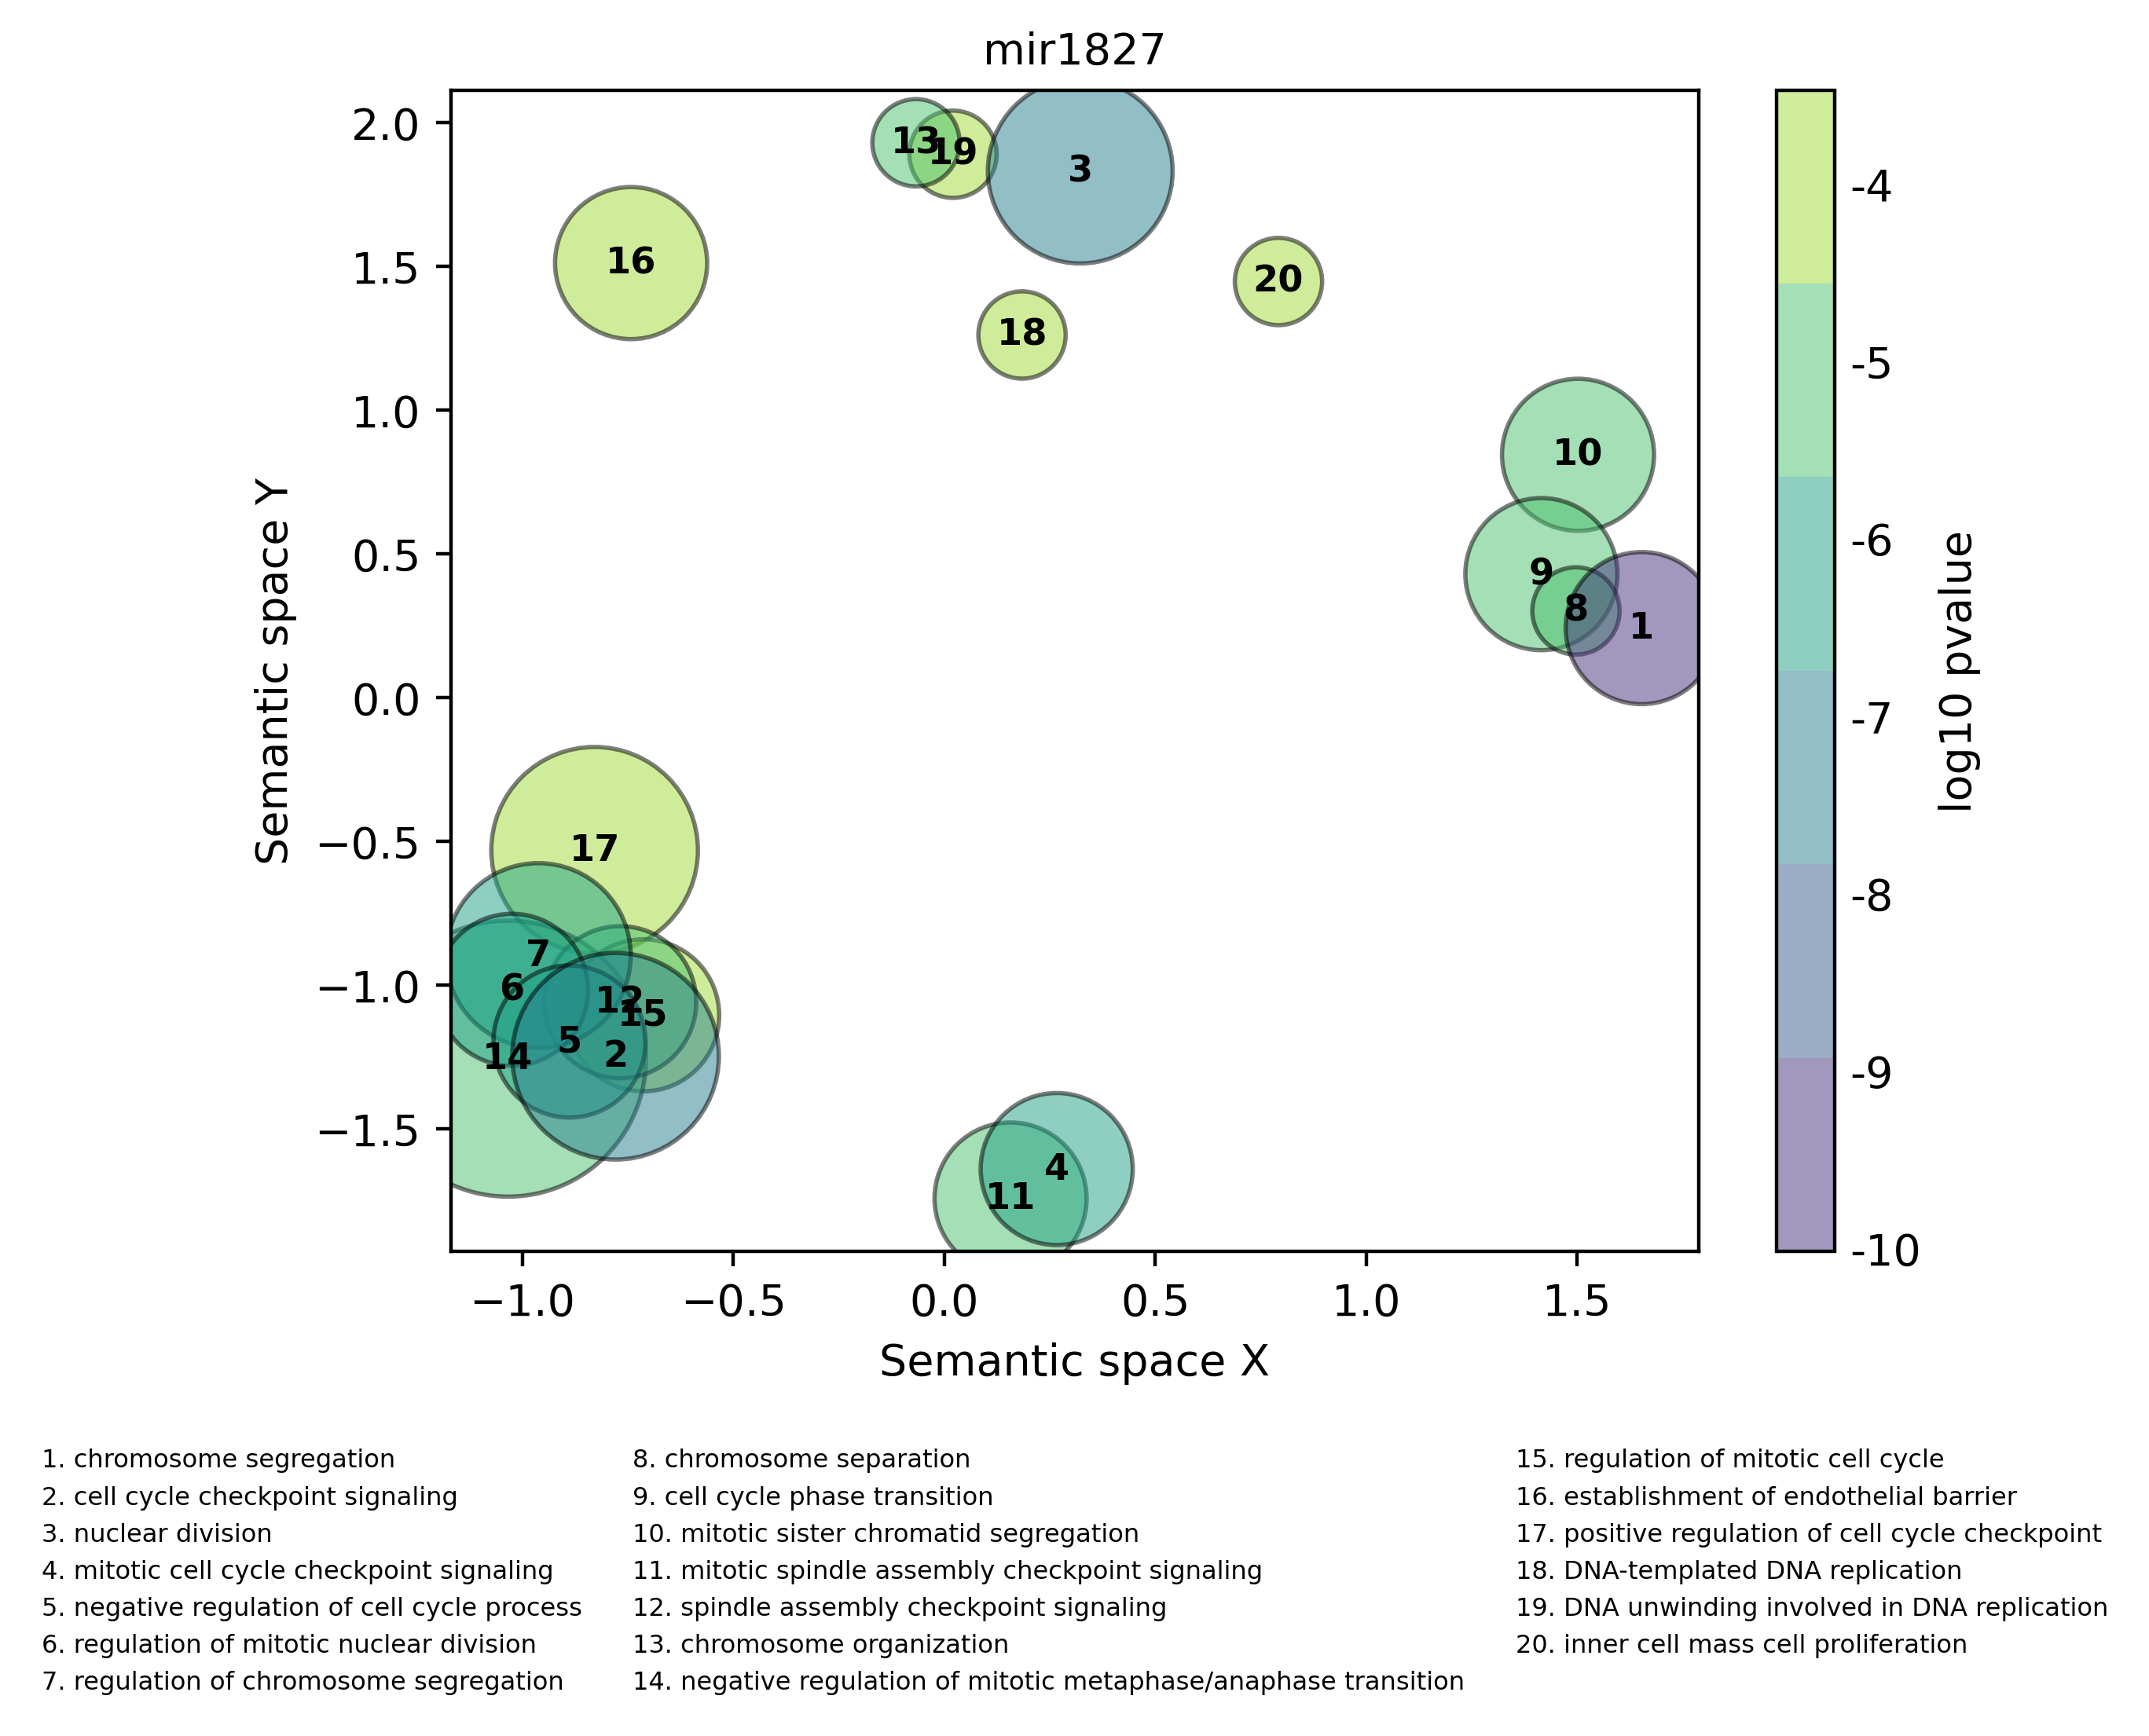 mir1827
2.0
1.5
1.0
0.5
0.0
−0.5
−1.0
−1.5
Semantic space Y
13
19
3
16
20
18
10
9
8
1
17
7
6
12
15
5
2
14
4
11
−1.0
−0.5
0.0
0.5
1.0
1.5
Semantic space X
-4
-5
-6
-7
-8
-9
-10
log10 pvalue
1. chromosome segregation
2. cell cycle checkpoint signaling
3. nuclear division
4. mitotic cell cycle checkpoint signaling
5. negative regulation of cell cycle process
6. regulation of mitotic nuclear division
7. regulation of chromosome segregation
8. chromosome separation
9. cell cycle phase transition
10. mitotic sister chromatid segregation
11. mitotic spindle assembly checkpoint signaling
12. spindle assembly checkpoint signaling
13. chromosome organization
14. negative regulation of mitotic metaphase/anaphase transition
15. regulation of mitotic cell cycle
16. establishment of endothelial barrier
17. positive regulation of cell cycle checkpoint
18. DNA-templated DNA replication
19. DNA unwinding involved in DNA replication
20. inner cell mass cell proliferation